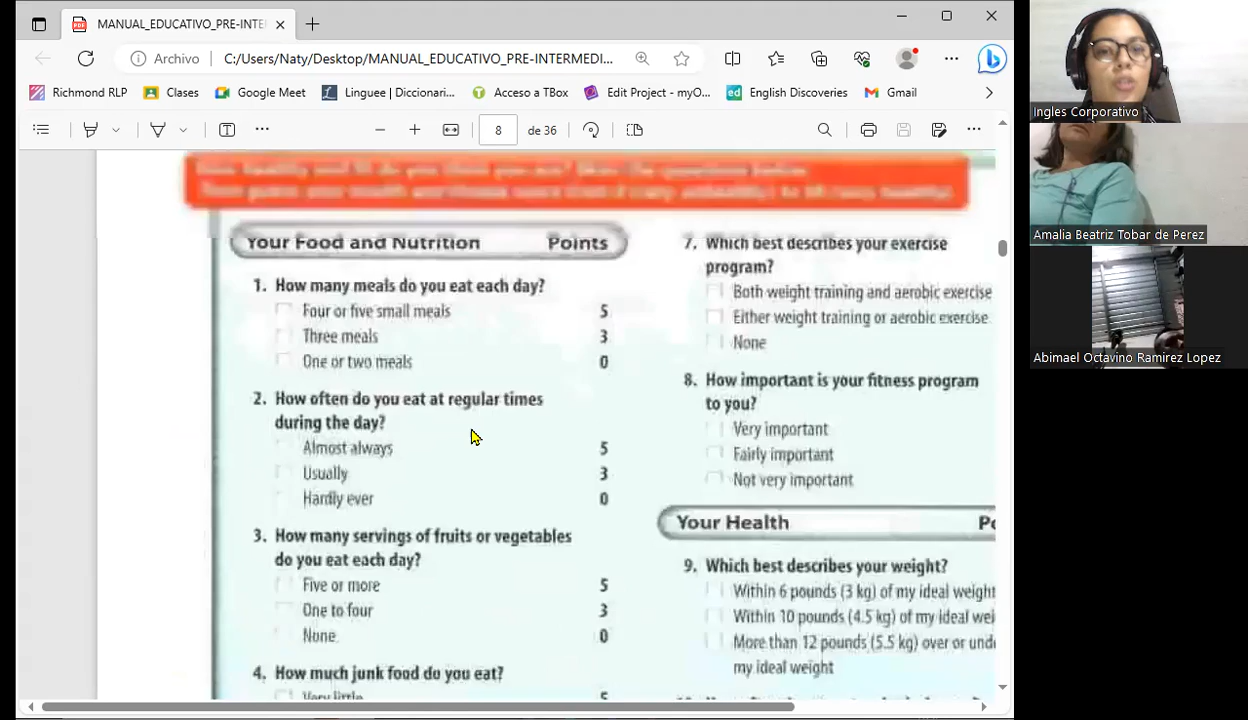 MANUAL_EDUCATIVO_PRE-INTE
Archivo
C:/Users/Naty/Desktop/MANUAL_EDUCATIVO_PRE-INTERMEDI...
Richmond RLP
Clases
Google Meet
Linguee | Diccionari...
Acceso a TBox
Edit Project - myO...
ed English Discoveries
Gmail
8 de 36
Your Food and Nutrition Points
1. How many meals do you eat each day?
Four or five small meals 5
Three meals 3
One or two meals 0
2. How often do you eat at regular times
during the day?
Almost always 5
Usually 3
Hardly ever 0
3. How many servings of fruits or vegetables
do you eat each day?
Five or more 5
One to four 3
None 0
4. How much junk food do you eat?
Very little 5
7. Which best describes your exercise
program?
Both weight training and aerobic exercise
Either weight training or aerobic exercise
None
8. How important is your fitness program
to you?
Very important
Fairly important
Not very important
Your Health Po
9. Which best describes your weight?
Within 6 pounds (3 kg) of my ideal weight
Within 10 pounds (4.5 kg) of my ideal wei
More than 12 pounds (5.5 kg) over or unde
my ideal weight
Ingles Corporativo
Amalia Beatriz Tobar de Perez
Abimael Octavino Ramirez Lopez